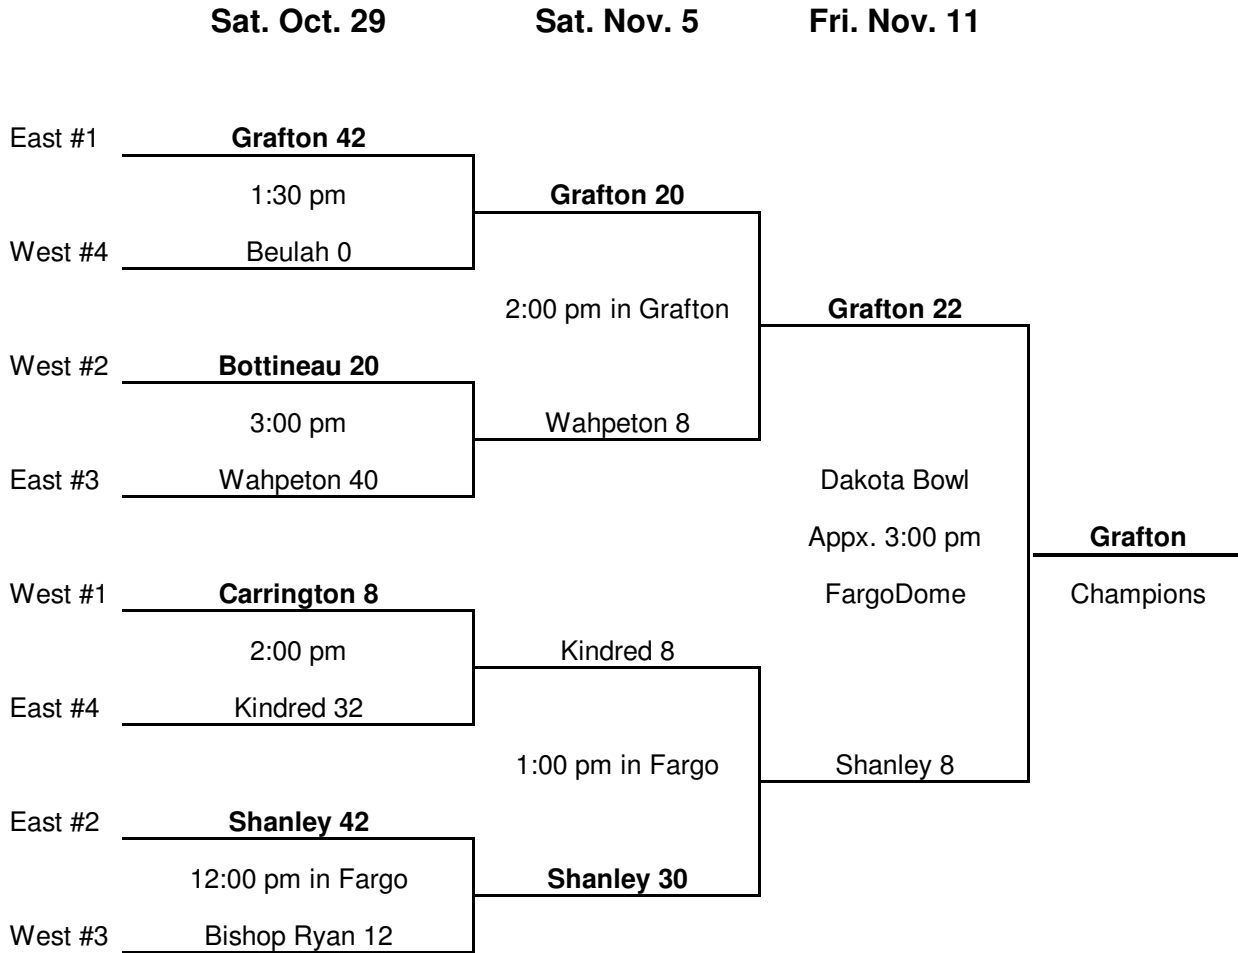 Sat. Oct. 29 Sat. Nov. 5 Fri. Nov. 11
East #1 Grafton 42
1:30 pm Grafton 20
West #4 Beulah 0
2:00 pm in Grafton Grafton 22
West #2 Bottineau 20
3:00 pm Wahpeton 8
East #3 Wahpeton 40 Dakota Bowl
Appx. 3:00 pm Grafton
West #1 Carrington 8 FargoDome Champions
2:00 pm Kindred 8
East #4 Kindred 32
1:00 pm in Fargo Shanley 8
East #2 Shanley 42
12:00 pm in Fargo Shanley 30
West #3 Bishop Ryan 12